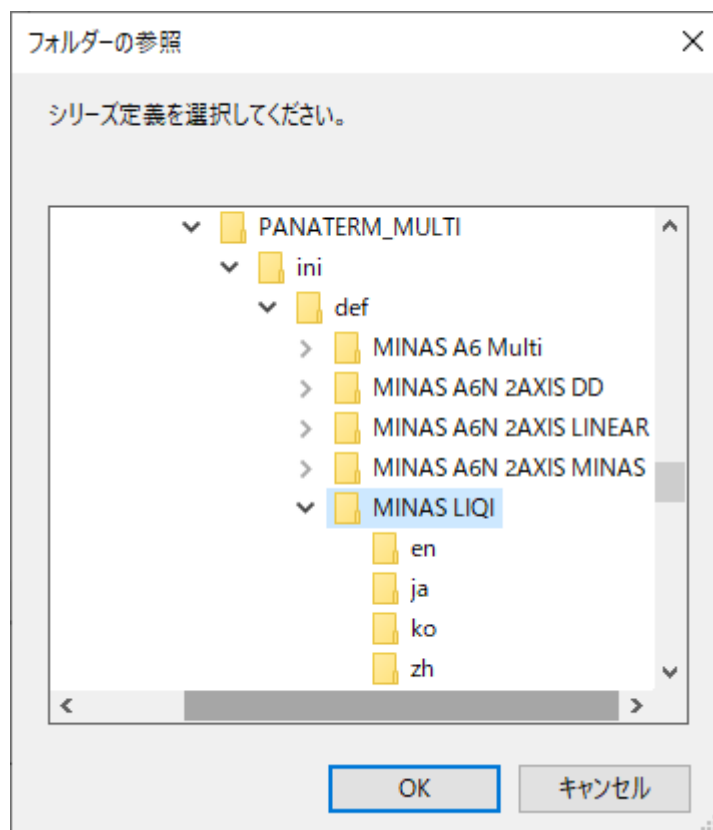 フォルダーの参照
シリーズ定義を選択してください。
PANATERM_MULTI
ini
def
MINAS A6 Multi
MINAS A6N 2AXIS DD
MINAS A6N 2AXIS LINEAR
MINAS A6N 2AXIS MINAS
MINAS LIQI
en
ja
ko
zh
OK キャンセル